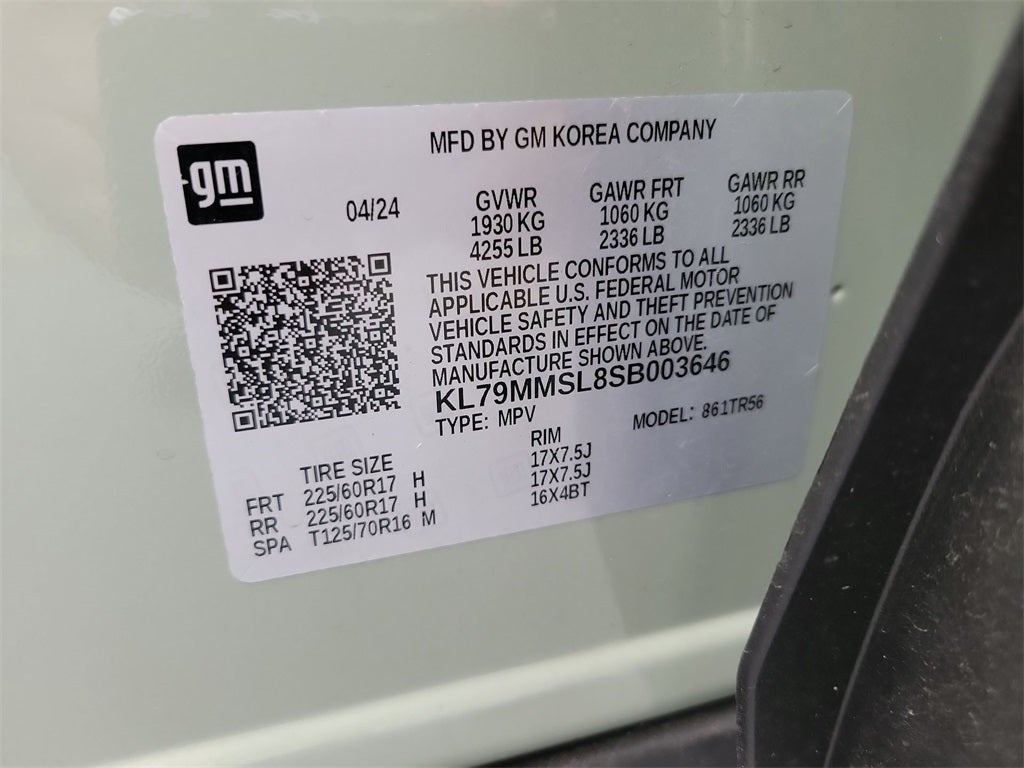 MFD BY GM KOREA COMPANY
gm
04/24
GVWR
1930 KG
4255 LB
GAWR FRT
1060 KG
2336 LB
GAWR RR
1060 KG
2336 LB
THIS VEHICLE CONFORMS TO ALL
APPLICABLE U.S. FEDERAL MOTOR
VEHICLE SAFETY AND THEFT PREVENTION
STANDARDS IN EFFECT ON THE DATE OF
MANUFACTURE SHOWN ABOVE.
KL79MMSL8SB003646
TYPE: MPV MODEL: 861TR56
TIRE SIZE RIM
FRT 225/60R17 H 17X7.5J
RR 225/60R17 H 17X7.5J
SPA T125/70R16 M 16X4BT